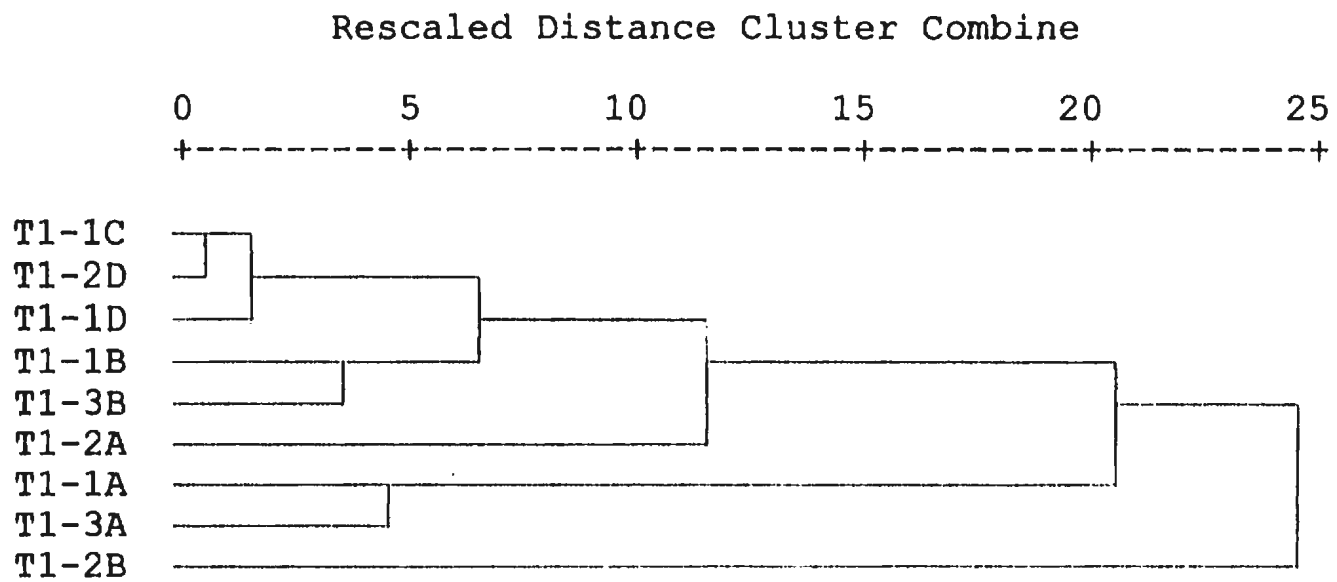 Rescaled Distance Cluster Combine
0 5 10 15 20 25
T1-1C
T1-2D
T1-1D
T1-1B
T1-3B
T1-2A
T1-1A
T1-3A
T1-2B